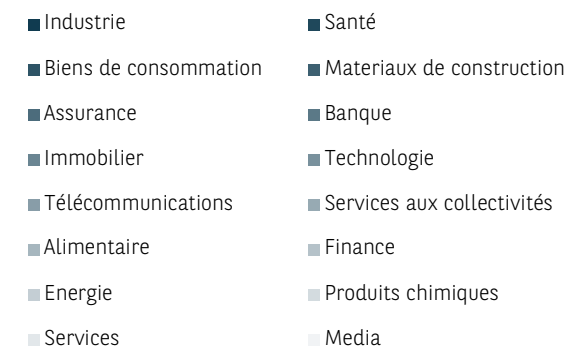 Industrie
Santé
Biens de consommation
Materiaux de construction
Assurance
Banque
Immobilier
Technologie
Télécommunications
Services aux collectivités
Alimentaire
Finance
Energie
Produits chimiques
Services
Media